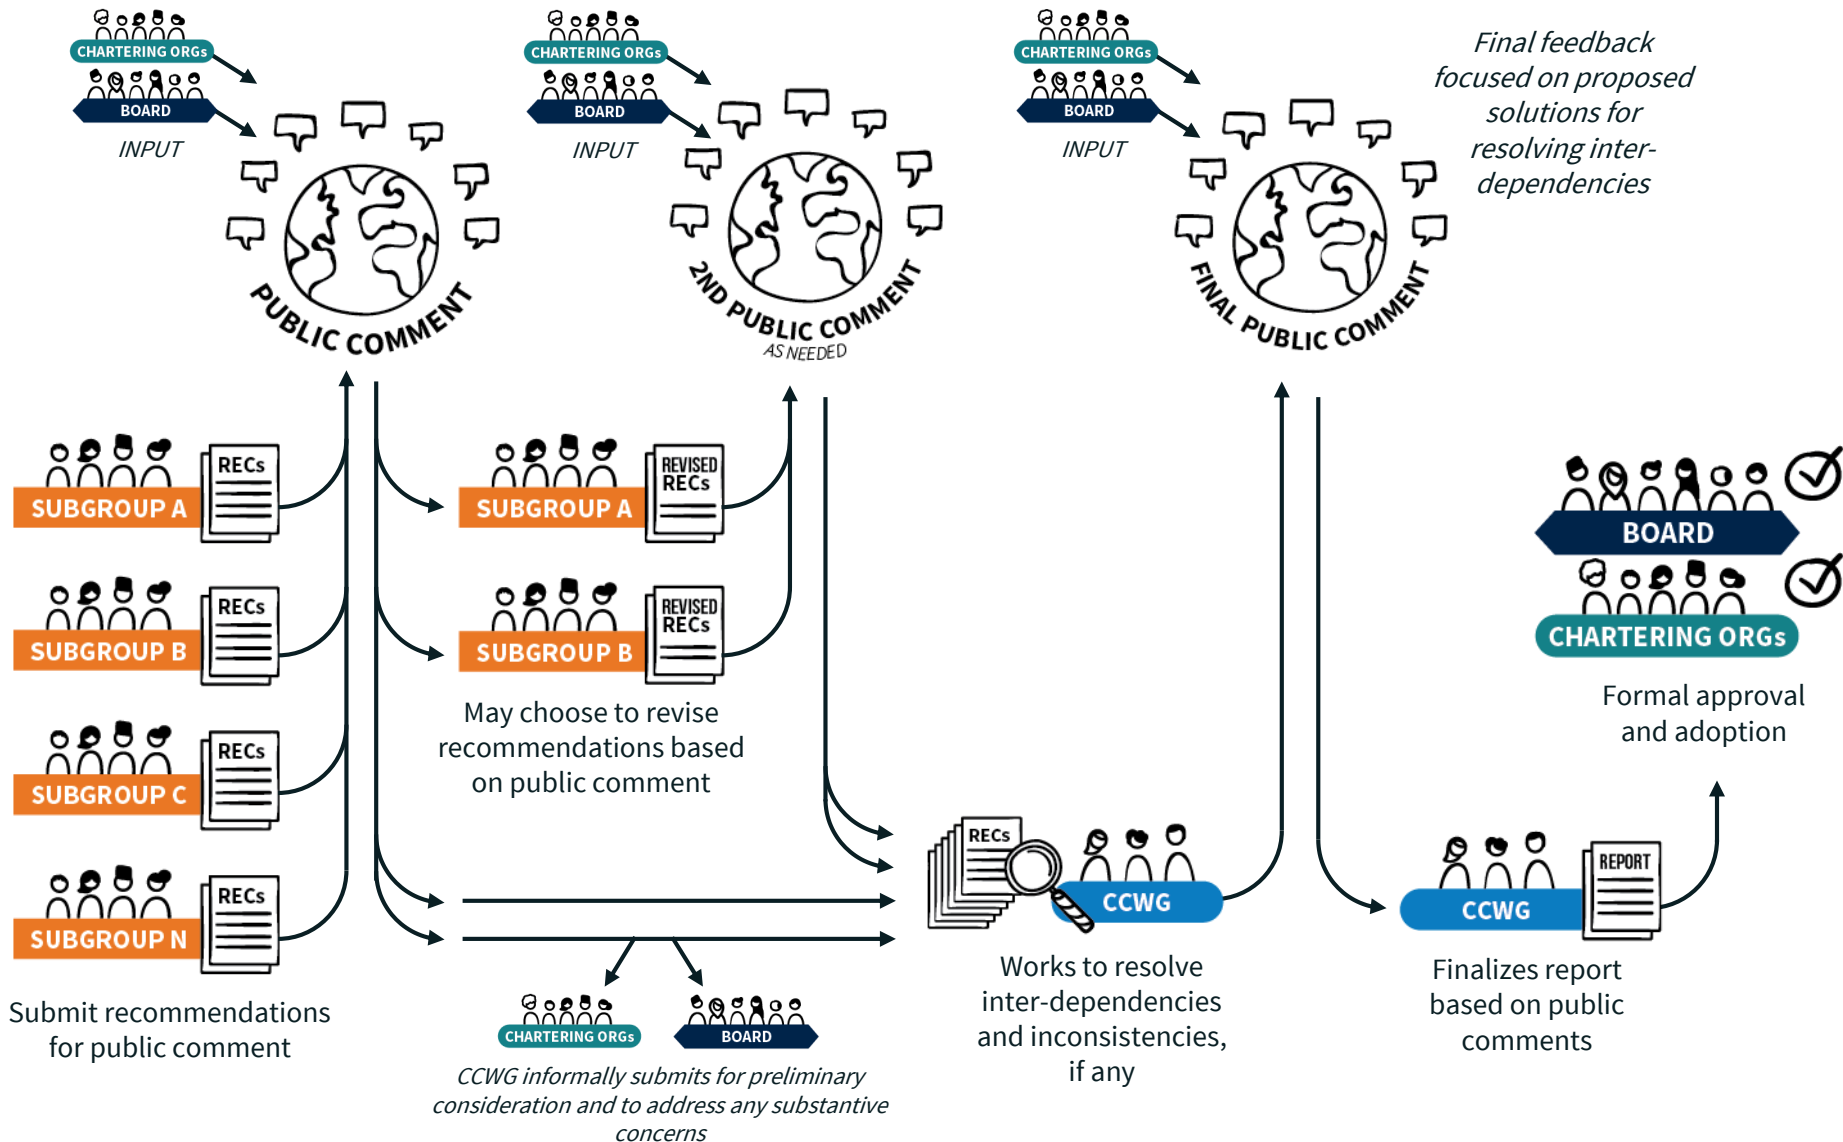 CHARTERING ORGs
BOARD
INPUT
PUBLIC COMMENT
CHARTERING ORGs
BOARD
INPUT
2ND PUBLIC COMMENT
AS NEEDED
CHARTERING ORGs
BOARD
INPUT
FINAL PUBLIC COMMENT
Final feedback
focused on proposed
solutions for
resolving inter-
dependencies
SUBGROUP A
RECs
SUBGROUP B
RECs
SUBGROUP C
RECs
SUBGROUP N
RECs
Submit recommendations
for public comment
SUBGROUP A
REVISED
RECs
SUBGROUP B
REVISED
RECs
May choose to revise
recommendations based
on public comment
CHARTERING ORGs
BOARD
CCWG informally submits for preliminary
consideration and to address any substantive
concerns
RECs
CCWG
Works to resolve
inter-dependencies
and inconsistencies,
if any
CCWG
REPORT
Finalizes report
based on public
comments
BOARD
CHARTERING ORGs
Formal approval
and adoption